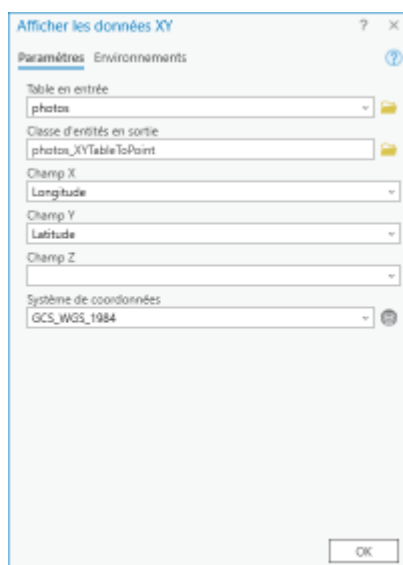 Afficher les données XY ? ×
Paramètres Environnements ?
Table en entrée
photos
Classe d'entités en sortie
photos_XYTableToPoint
Champ X
Longitude
Champ Y
Latitude
Champ Z
Système de coordonnées
GCS_WGS_1984
OK